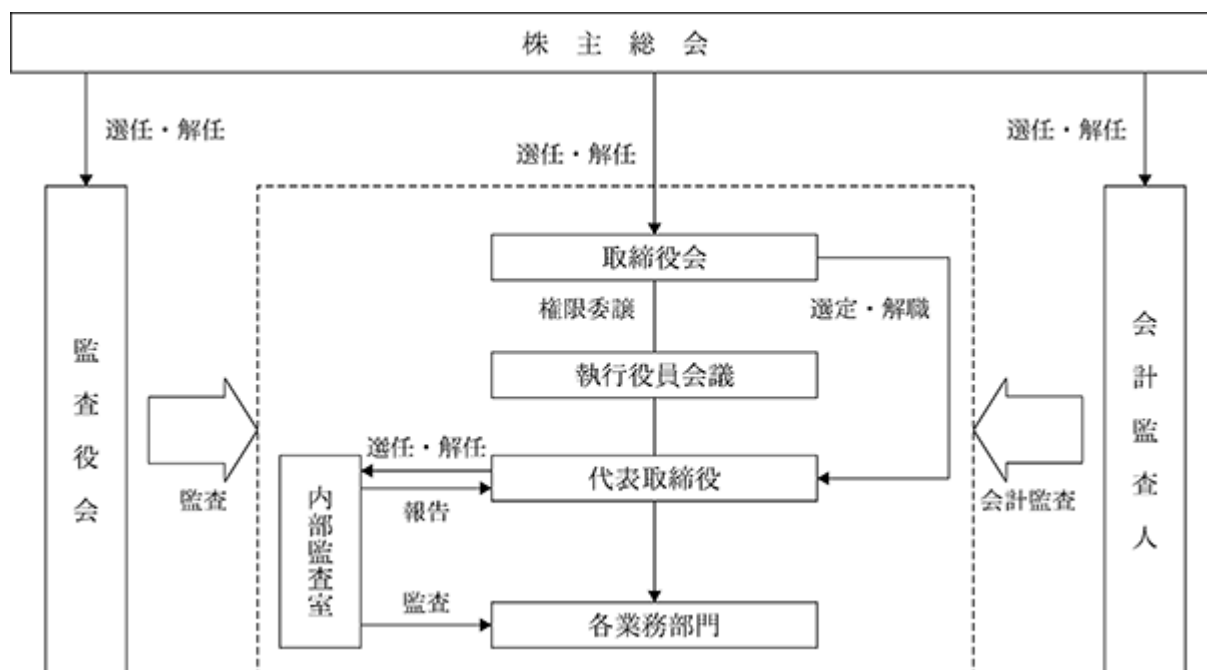 株主総会
選任・解任
選任・解任
選任・解任
取締役会
権限委譲
選定・解職
執行役員会議
監査役会
監査
会計監査人
会計監査
選任・解任
代表取締役
報告
内部監査室
監査
各業務部門